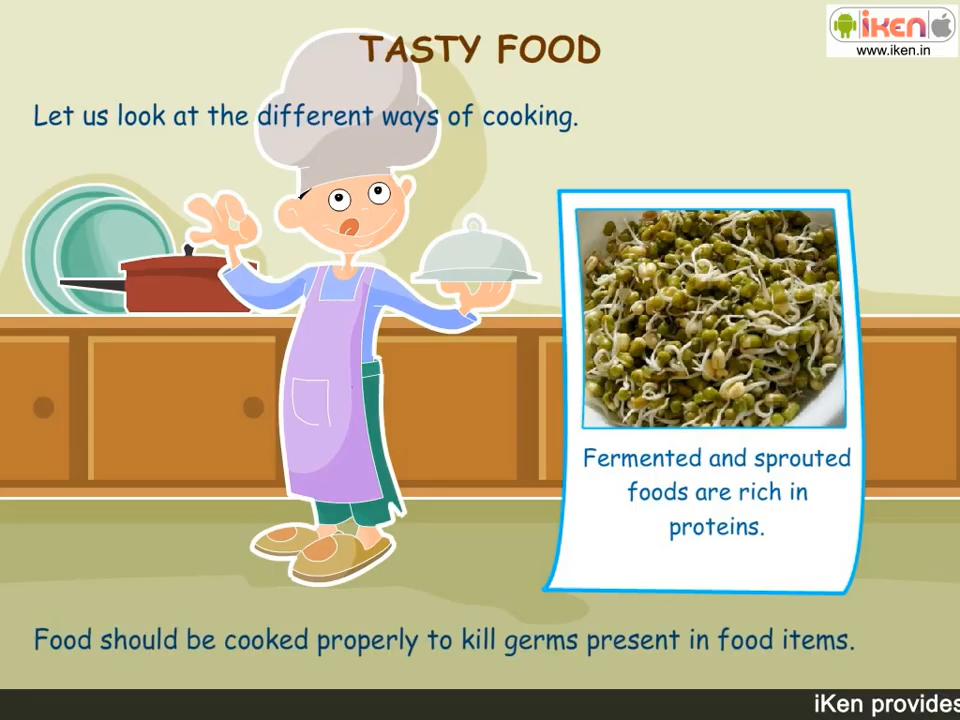 TASTY FOOD
iKEN
www.iken.in
Let us look at the different ways of cooking.
Fermented and sprouted
foods are rich in
proteins.
Food should be cooked properly to kill germs present in food items.
iKen provides